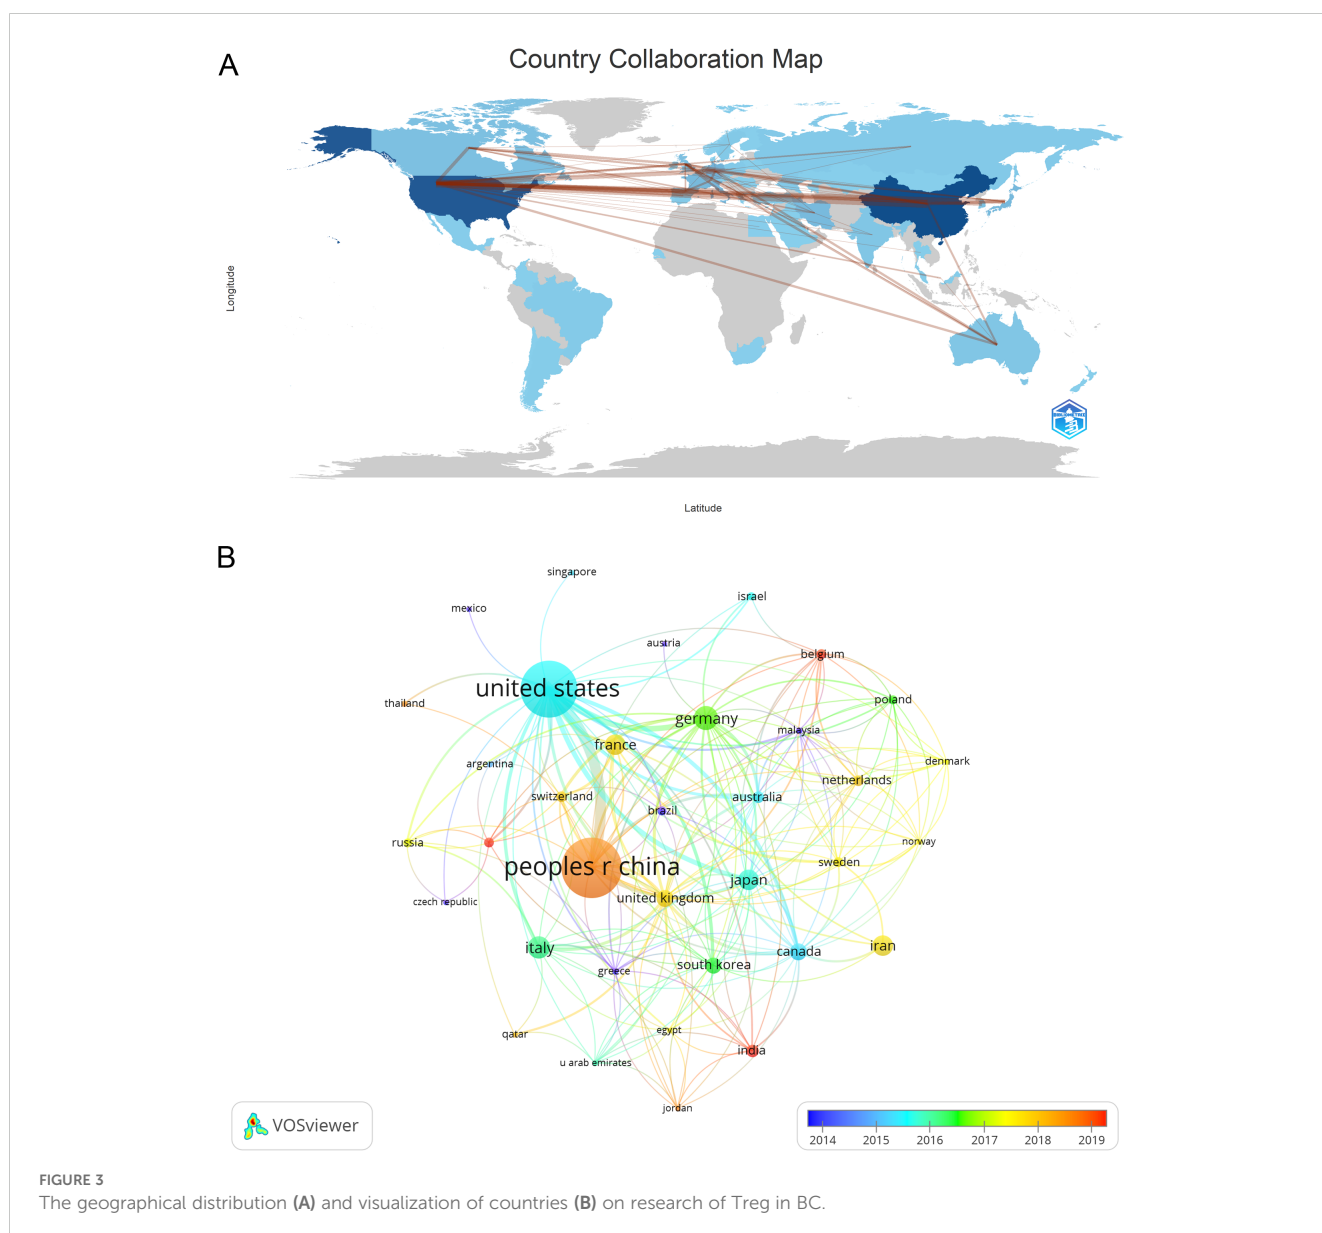 A
Country Collaboration Map
Longitude
Latitude
B
singapore
israel
mexico
austria
belgium
united states
thailand
poland
germany
malaysia
france
argentina
denmark
netherlands
switzerland
australia
brazil
russia
norway
peoples r china
sweden
japan
united kingdom
czech republic
italy
canada
iran
south korea
greece
qatar
egypt
india
u arab emirates
jordan
VOSviewer
2014 2015 2016 2017 2018 2019
FIGURE 3
The geographical distribution (A) and visualization of countries (B) on research of Treg in BC.